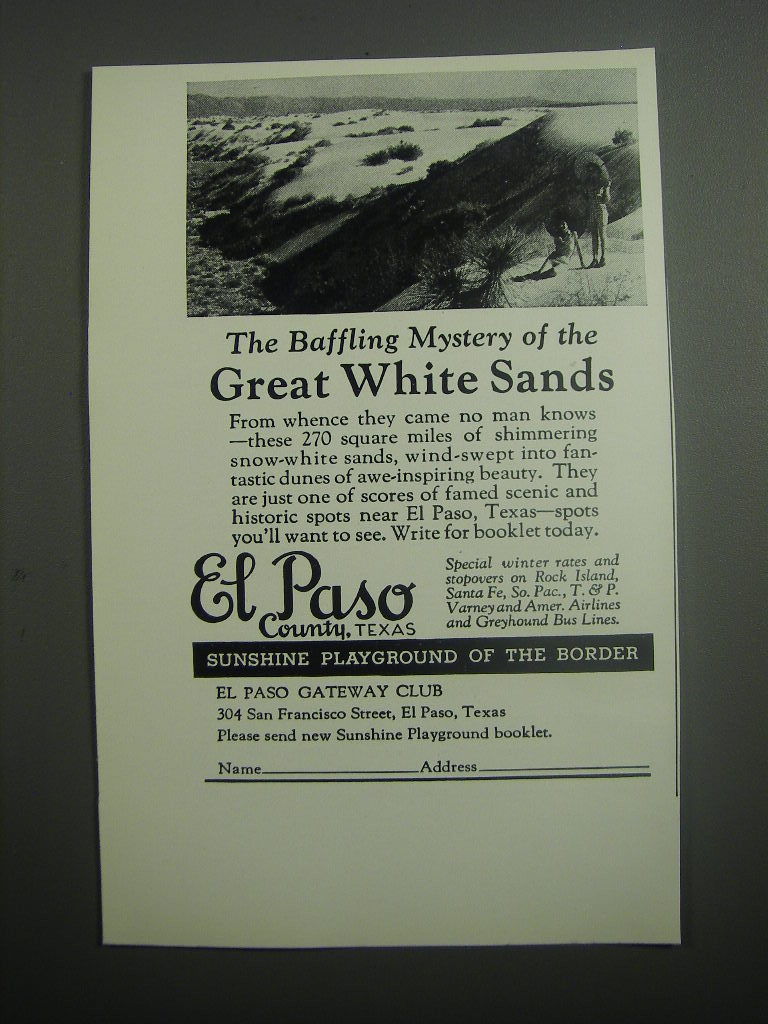 The Baffling Mystery of the
Great White Sands
From whence they came no man knows
—these 270 square miles of shimmering
snow-white sands, wind-swept into fan-
tastic dunes of awe-inspiring beauty. They
are just one of scores of famed scenic and
historic spots near El Paso, Texas—spots
you'll want to see. Write for booklet today.
El Paso
County, TEXAS
Special winter rates and
stopovers on Rock Island,
Santa Fe, So. Pac., T. & P.
Varney and Amer. Airlines
and Greyhound Bus Lines.
SUNSHINE PLAYGROUND OF THE BORDER
EL PASO GATEWAY CLUB
304 San Francisco Street, El Paso, Texas
Please send new Sunshine Playground booklet.
Name Address